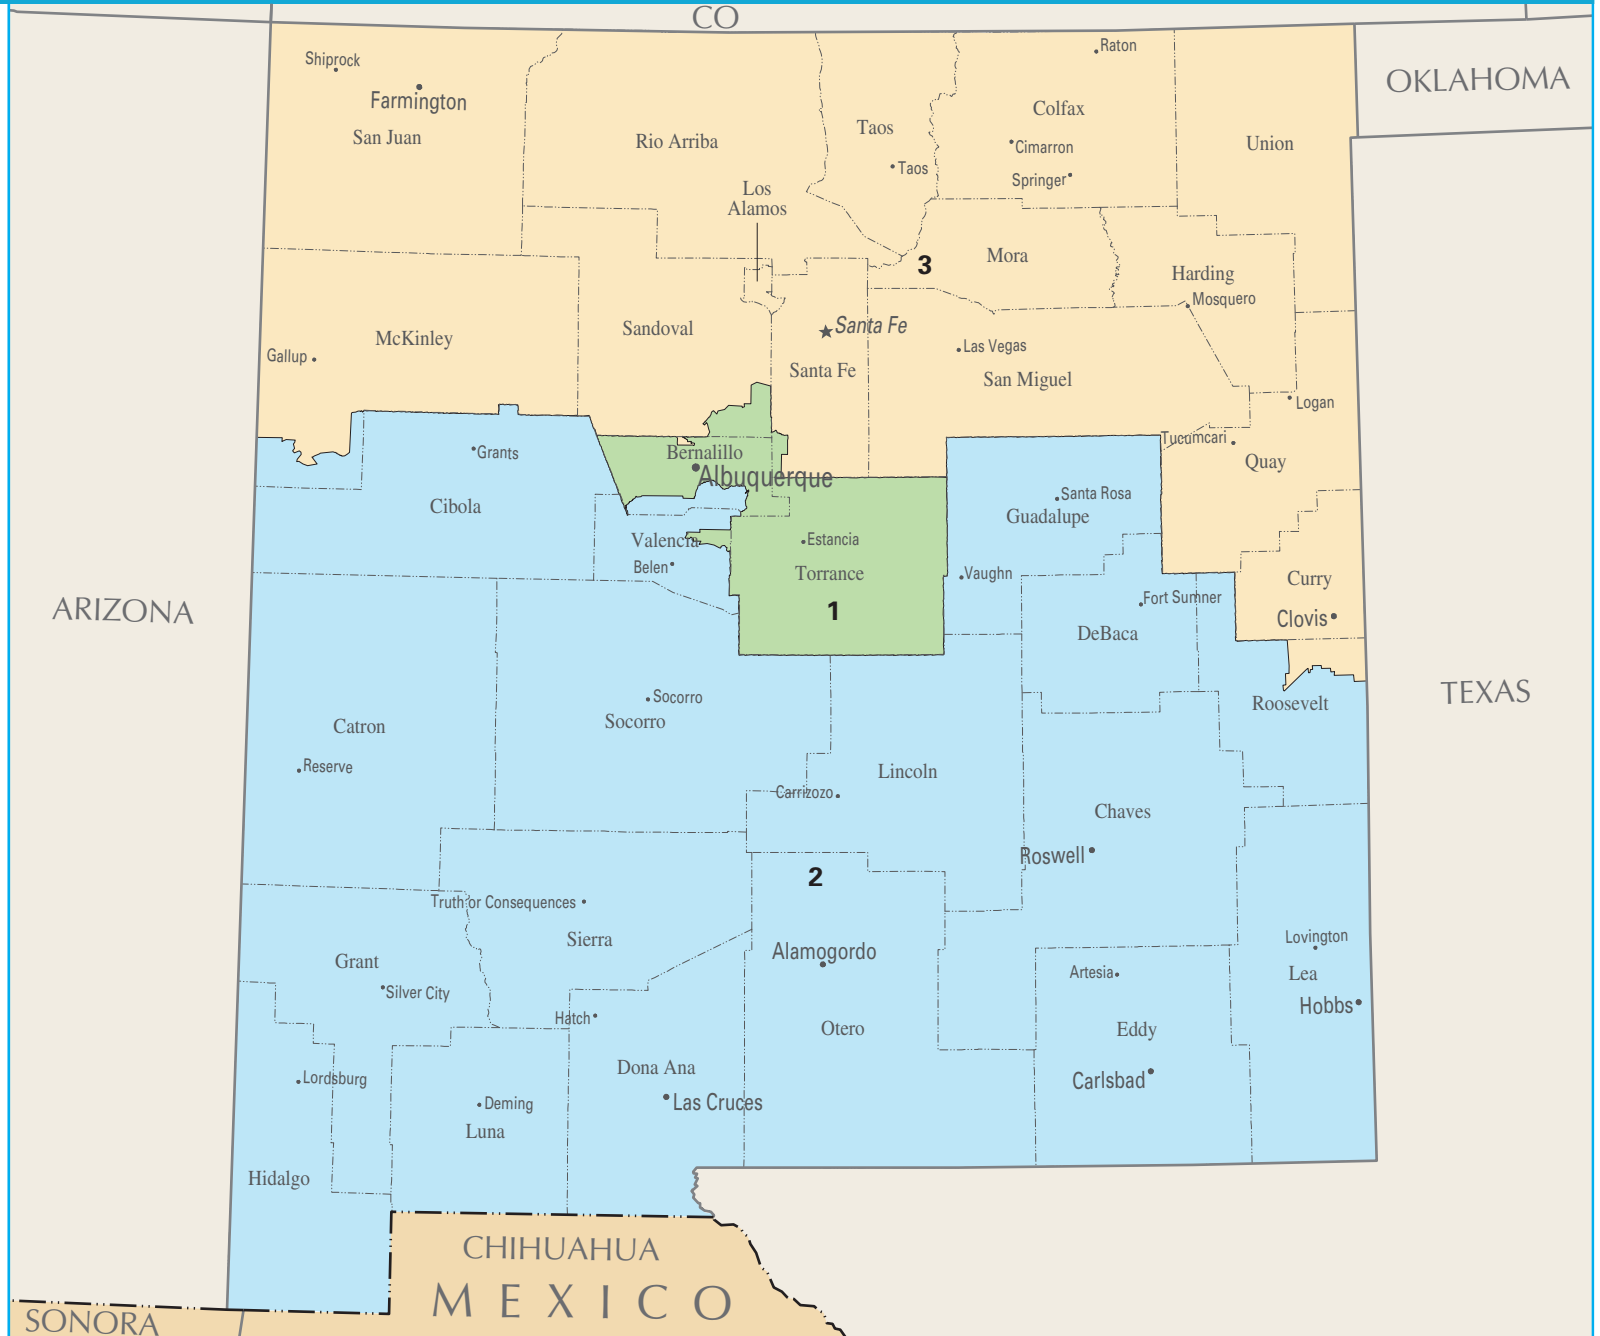 CO
OKLAHOMA
Shiprock
Farmington
San Juan
Rio Arriba
Taos
Taos
Raton
Colfax
Cimarron
Springer
Union
Los
Alamos
3
Mora
Harding
Mosquero
McKinley
Gallup
Sandoval
Santa Fe
Santa Fe
Las Vegas
San Miguel
Logan
Tucumcari
Quay
Grants
Cibola
Bernalillo
Albuquerque
Santa Rosa
Guadalupe
Valencia
Belen
Estancia
Torrance
1
Vaughn
Fort Sumner
DeBaca
Curry
Clovis
ARIZONA
TEXAS
Socorro
Socorro
Catron
Reserve
Roosevelt
Lincoln
Carrizozo
Chaves
Roswell
2
Truth or Consequences
Sierra
Alamogordo
Otero
Lovington
Lea
Hobbs
Artesia
Eddy
Carlsbad
Grant
Silver City
Hatch
Dona Ana
Las Cruces
Lordsburg
Deming
Luna
Hidalgo
CHIHUAHUA
MEXICO
SONORA